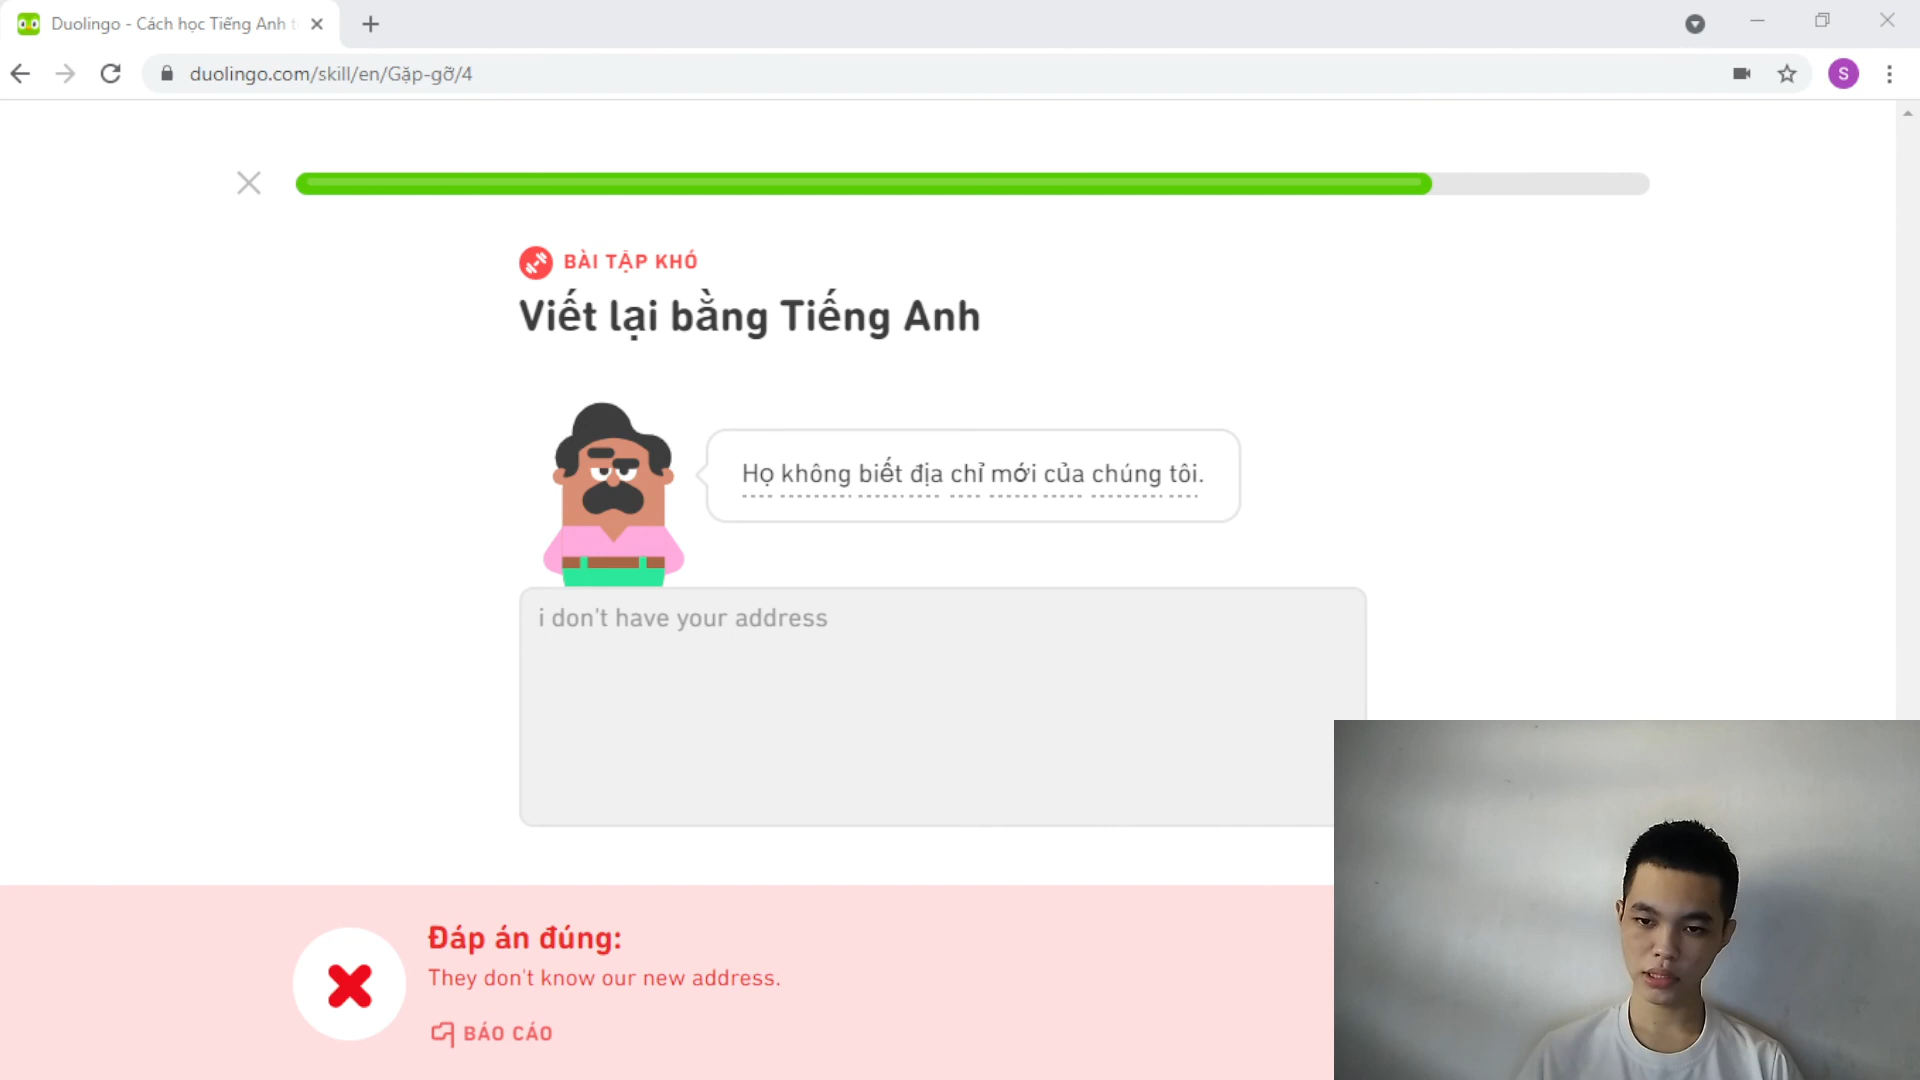 Duolingo - Cách học Tiếng Anh t
duolingo.com/skill/en/Gặp-gỡ/4
S
BÀI TẬP KHÓ
Viết lại bằng Tiếng Anh
Họ không biết địa chỉ mới của chúng tôi.
i don't have your address
Đáp án đúng:
They don't know our new address.
BÁO CÁO